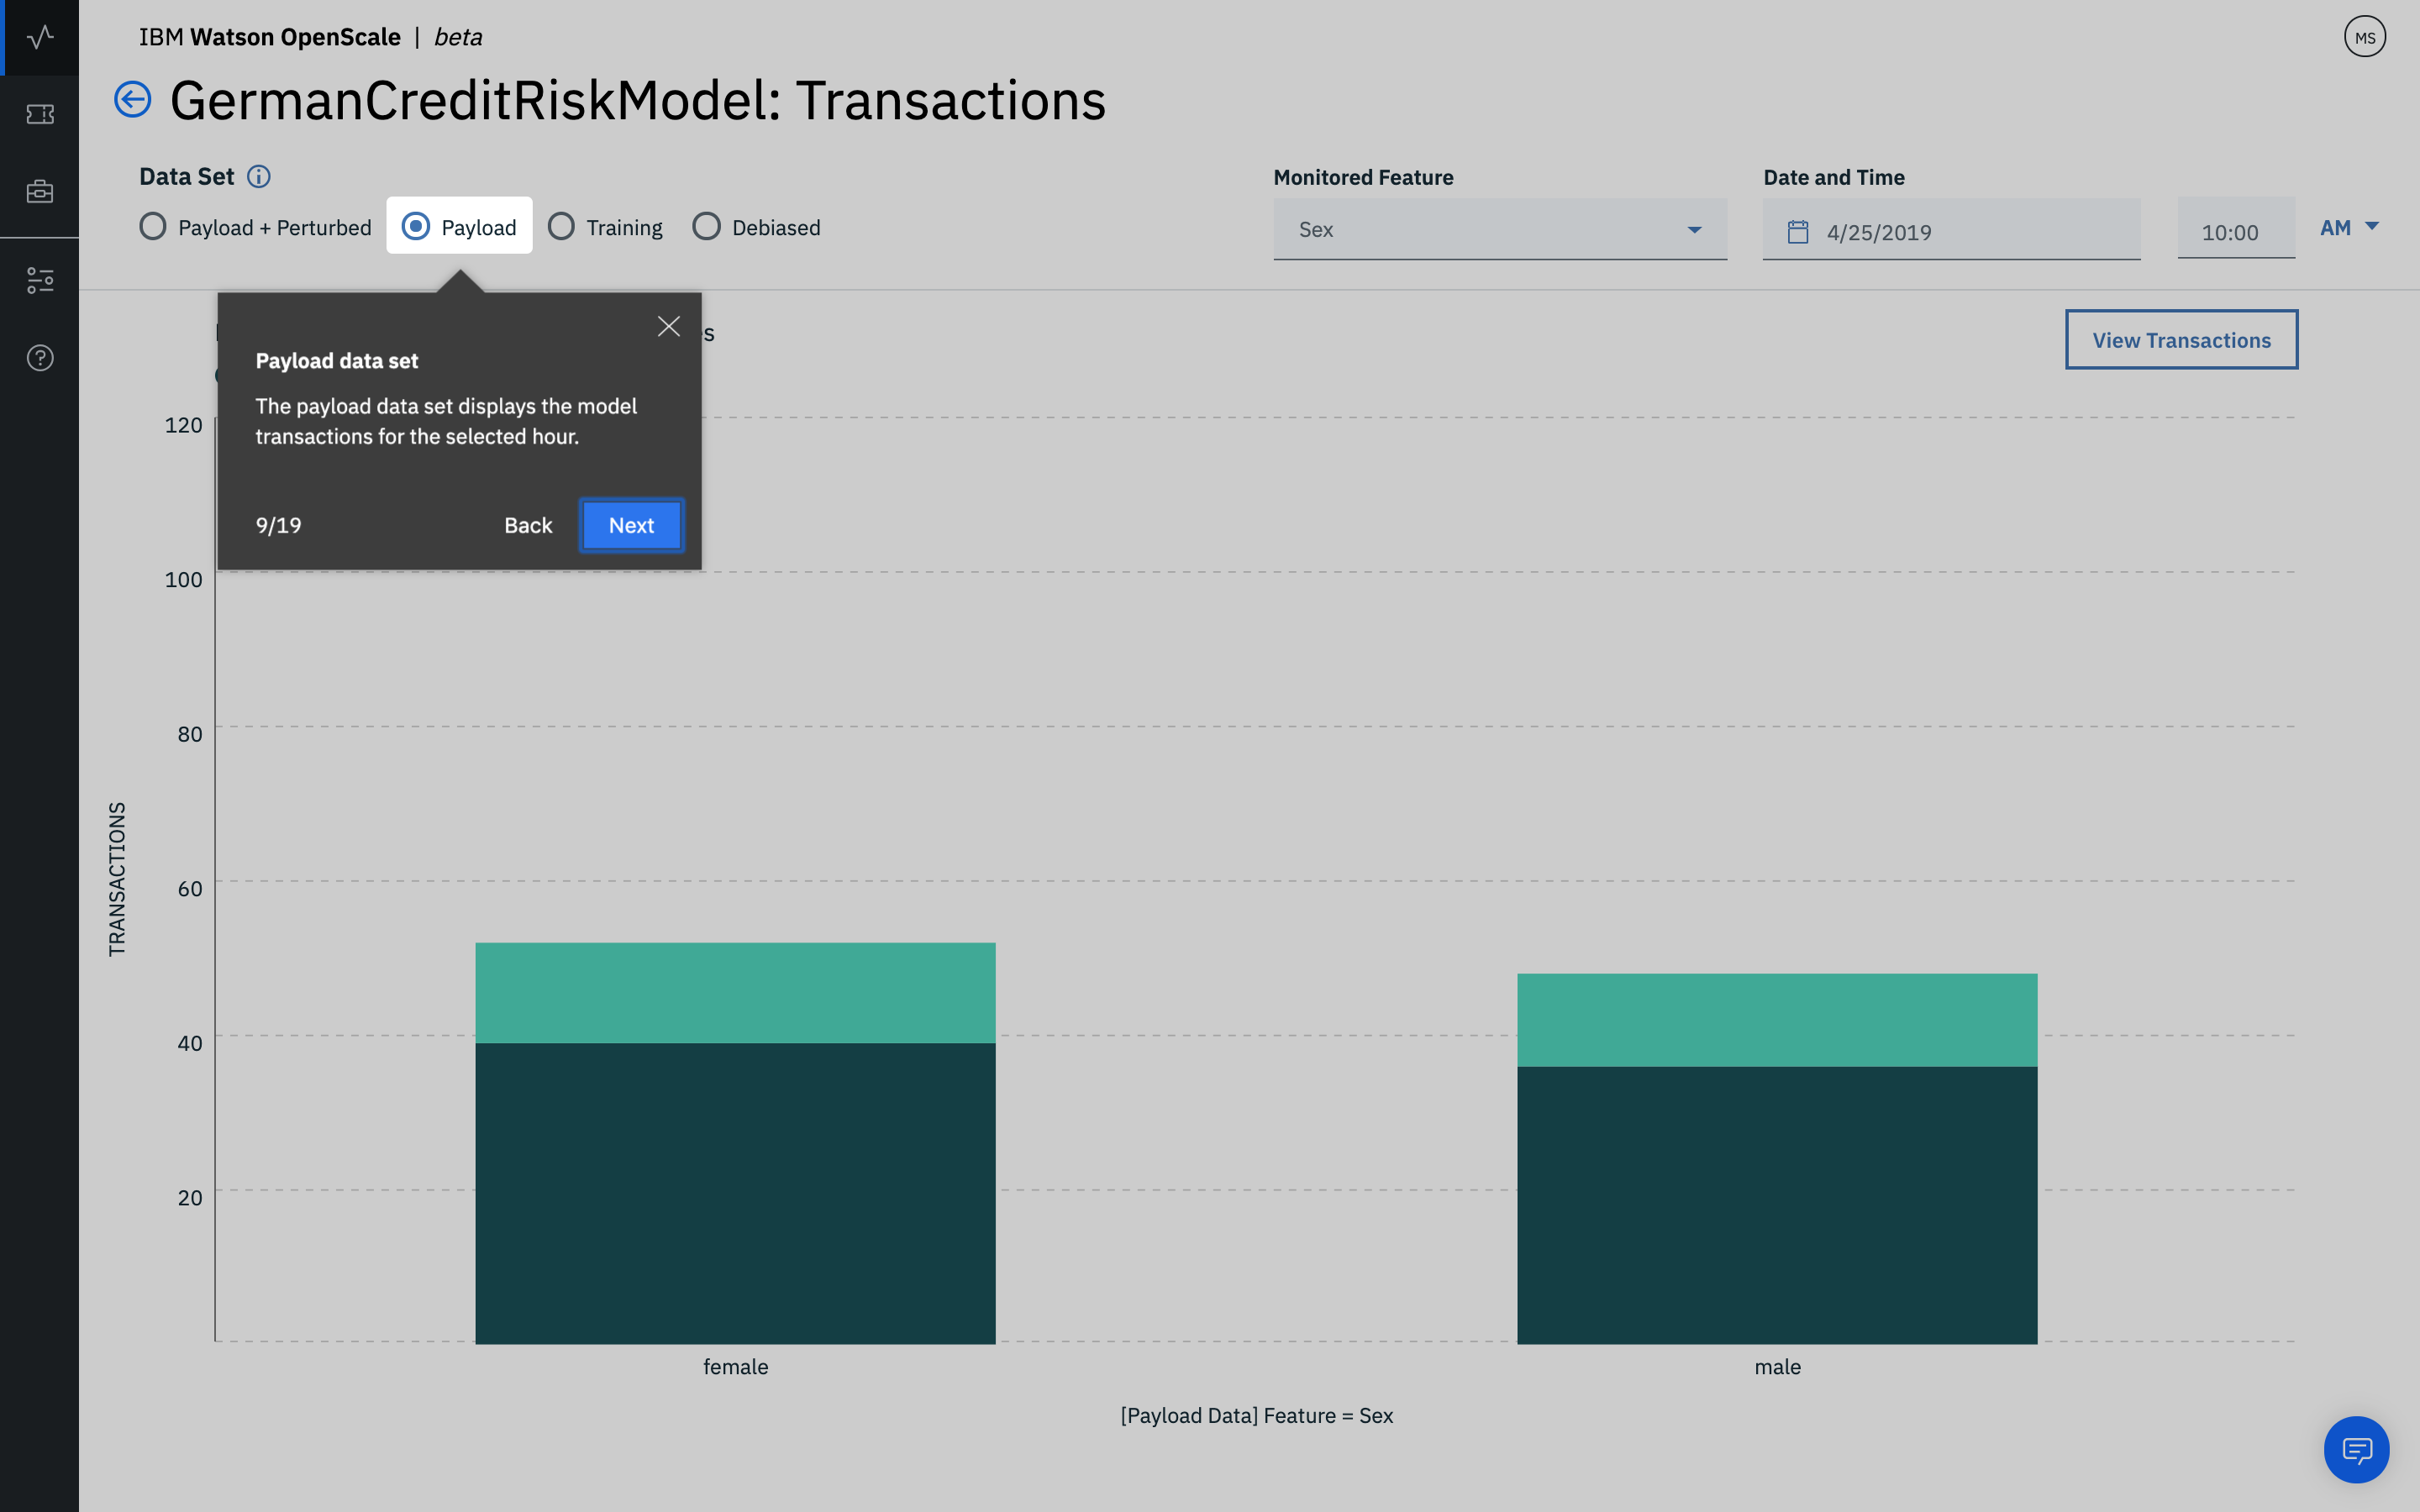 IBM Watson OpenScale | beta
MS
GermanCreditRiskModel: Transactions
Data Set
Payload + Perturbed
Payload
Training
Debiased
Monitored Feature
Sex
Date and Time
4/25/2019
10:00
AM
View Transactions
Payload data set
The payload data set displays the model
transactions for the selected hour.
9/19
Back
Next
120
100
80
60
40
20
TRANSACTIONS
female
male
[Payload Data] Feature = Sex